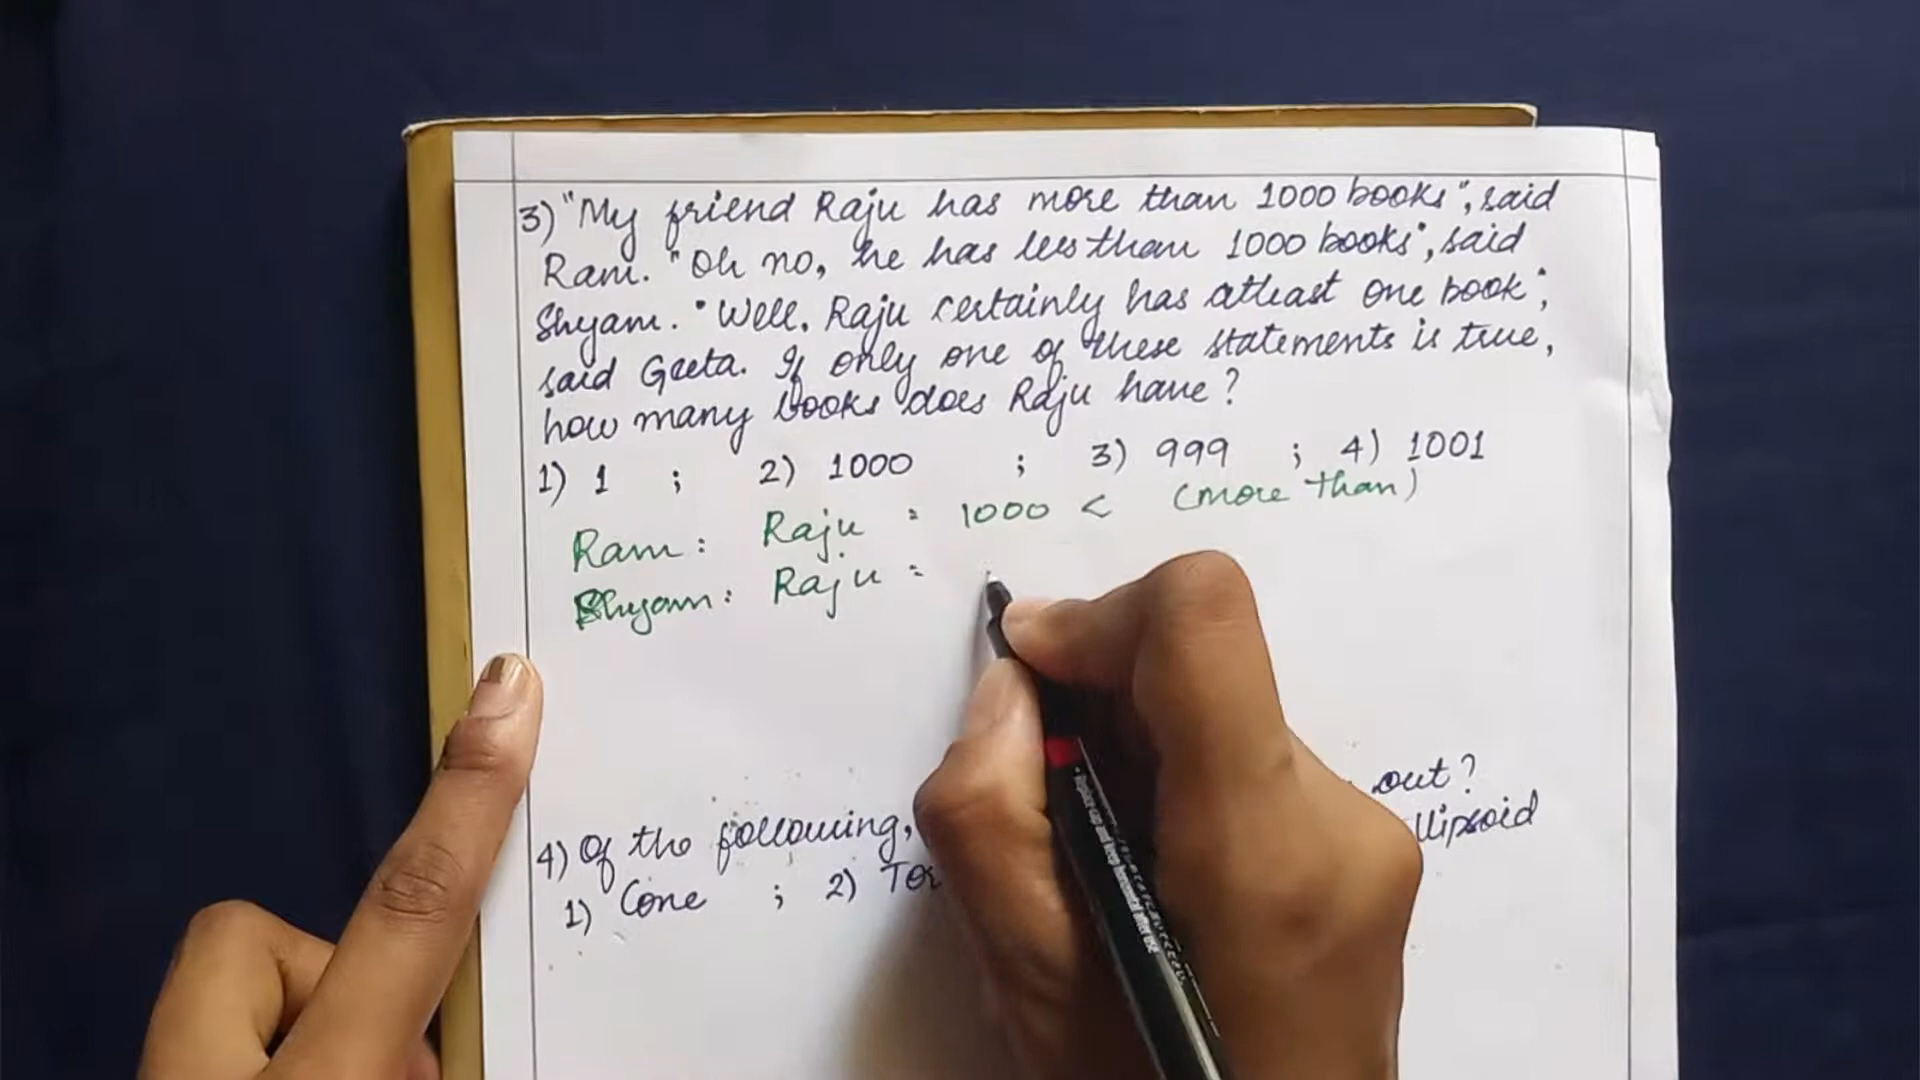 3) "My friend Raju has more than 1000 books", said
Ram. "Oh no, he has less than 1000 books", said
Shyam. "Well, Raju certainly has atleast one book",
said Geeta. If only one of these statements is true,
how many books does Raju have?
1) 1 ; 2) 1000 ; 3) 999 ; 4) 1001
Ram: Raju = 1000 < (more than)
Shyam: Raju =
4) Of the following, out?
1) Cone ; 2) Tor llipsoid